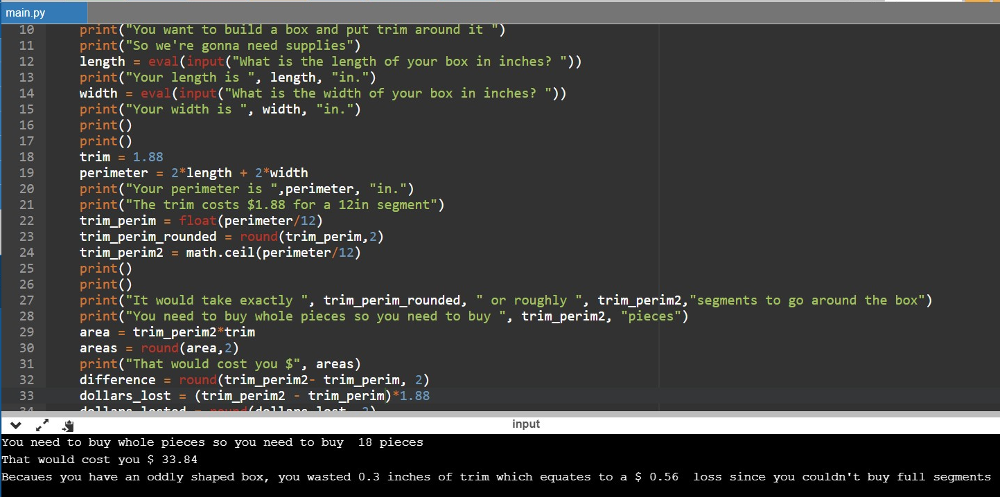 main.py
10 print("You want to build a box and put trim around it ")
11 print("So we're gonna need supplies")
12 length = eval(input("What is the length of your box in inches? "))
13 print("Your length is ", length, "in.")
14 width = eval(input("What is the width of your box in inches? "))
15 print("Your width is ", width, "in.")
16 print()
17 print()
18 trim = 1.88
19 perimeter = 2*length + 2*width
20 print("Your perimeter is ",perimeter, "in.")
21 print("The trim costs $1.88 for a 12in segment")
22 trim_perim = float(perimeter/12)
23 trim_perim_rounded = round(trim_perim,2)
24 trim_perim2 = math.ceil(perimeter/12)
25 print()
26 print()
27 print("It would take exactly ", trim_perim_rounded, " or roughly ", trim_perim2,"segments to go around the box")
28 print("You need to buy whole pieces so you need to buy ", trim_perim2, "pieces")
29 area = trim_perim2*trim
30 areas = round(area,2)
31 print("That would cost you $", areas)
32 difference = round(trim_perim2- trim_perim, 2)
33 dollars_lost = (trim_perim2 - trim_perim)*1.88
34 dollars_losted = round(dollars_lost, 2)
input
You need to buy whole pieces so you need to buy  18 pieces
That would cost you $ 33.84
Becaues you have an oddly shaped box, you wasted 0.3 inches of trim which equates to a $ 0.56  loss since you couldn't buy full segments